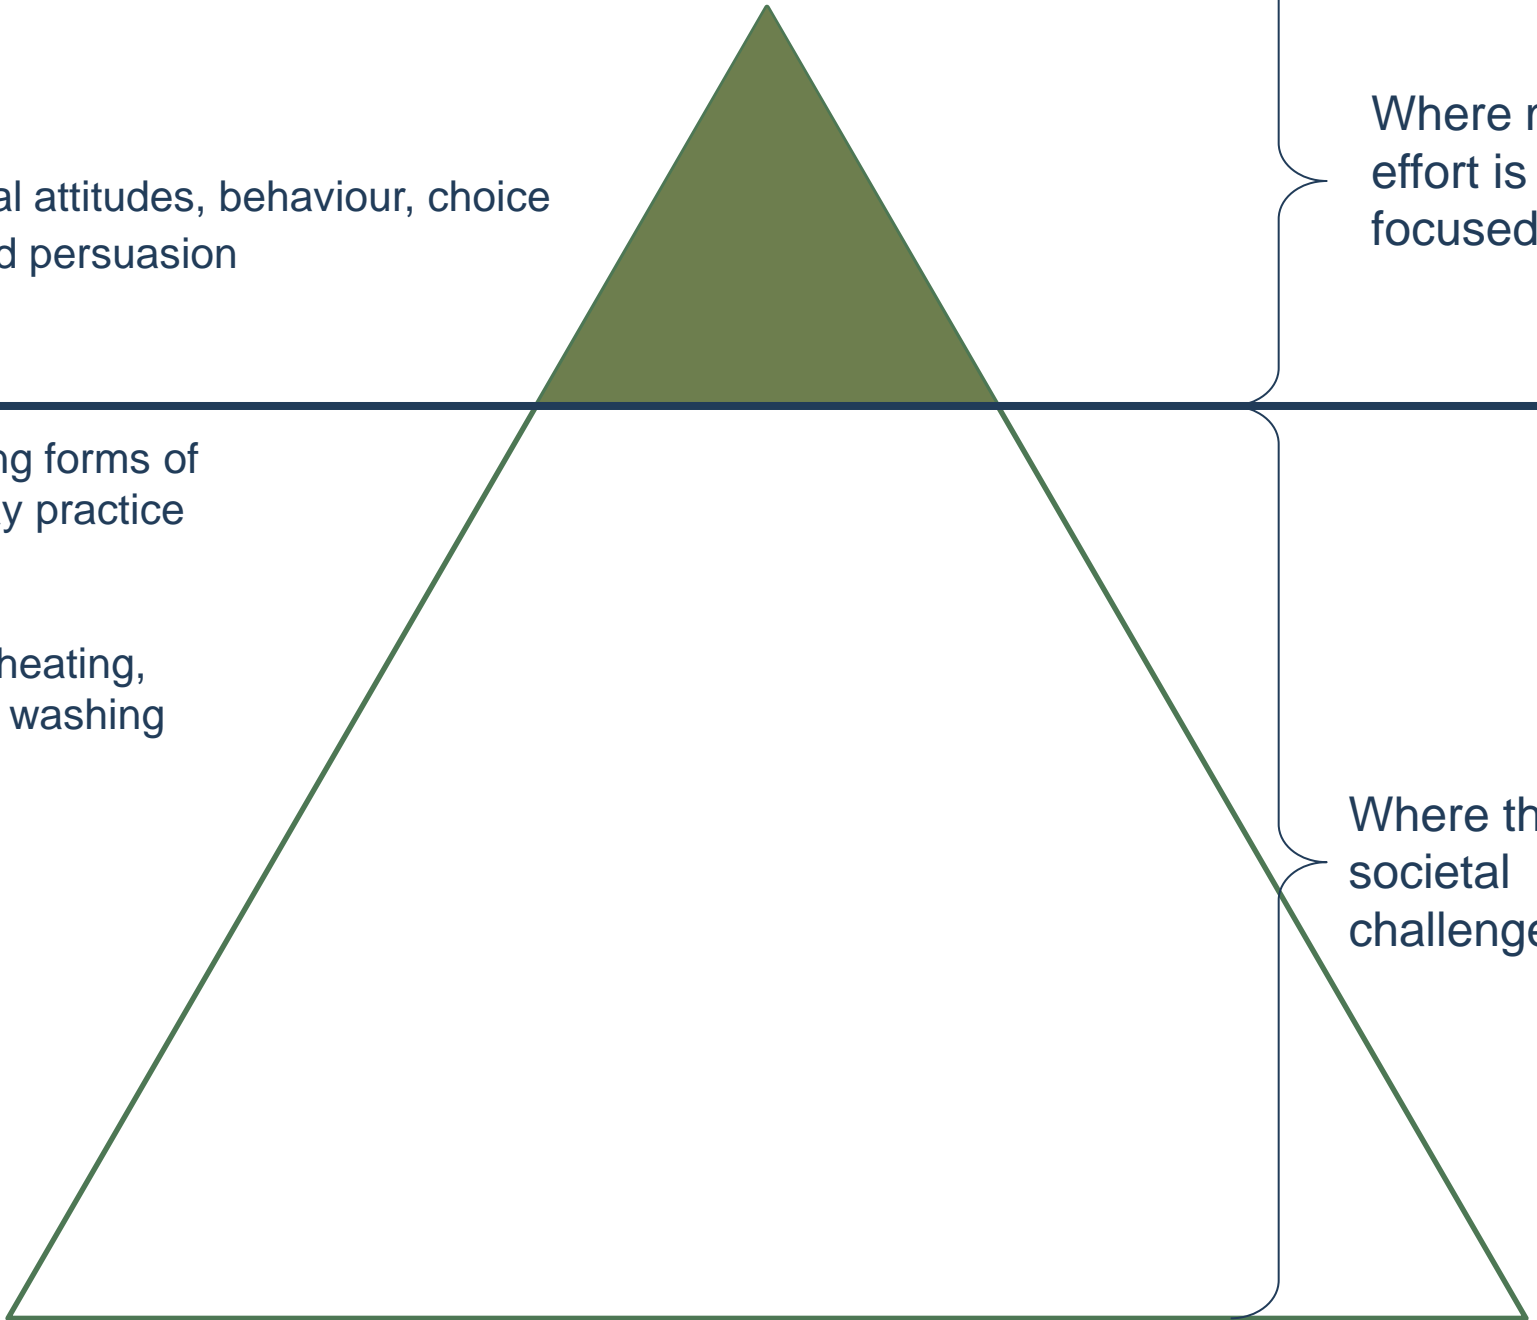 Where
effort is
focused
al attitudes, behaviour, choice
d persuasion
ng forms of
y practice
heating,
washing
Where th
societal
challenge